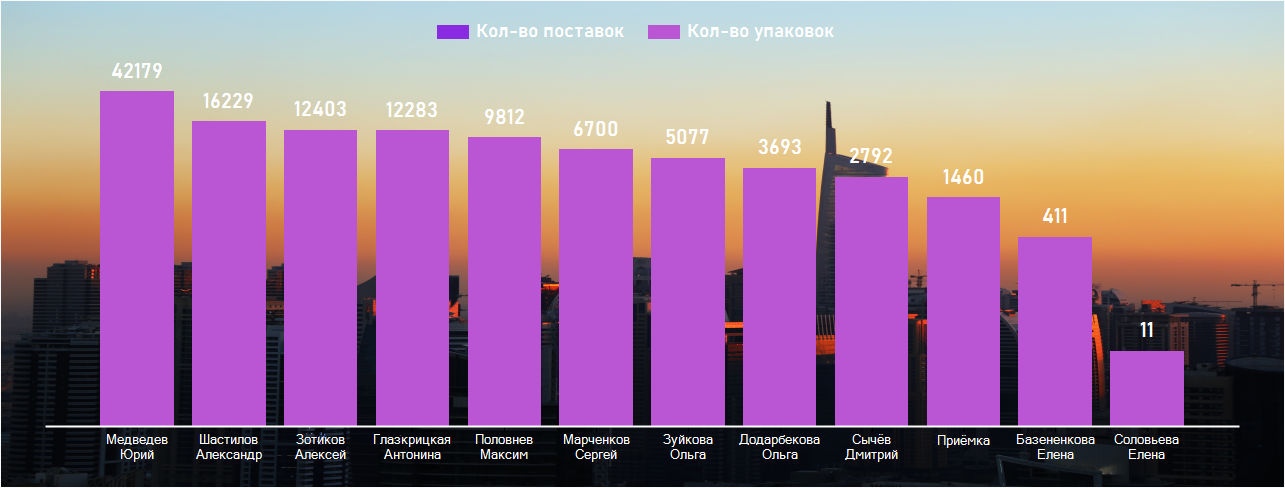 Кол-во поставок Кол-во упаковок
42179
16229
12403
12283
9812
6700
5077
3693
2792
1460
411
11
Медведев
Юрий
Шастилов
Александр
Зотиков
Алексей
Глазкрицкая
Антонина
Половнев
Максим
Марченков
Сергей
Зуйкова
Ольга
Додарбекова
Ольга
Сычёв
Дмитрий
Приёмка
Базененкова
Елена
Соловьева
Елена